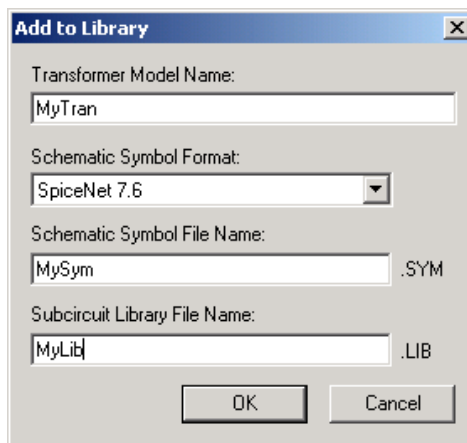 Add to Library
Transformer Model Name:
MyTran
Schematic Symbol Format:
SpiceNet 7.6
Schematic Symbol File Name:
MySym .SYM
Subcircuit Library File Name:
MyLib .LIB
OK Cancel